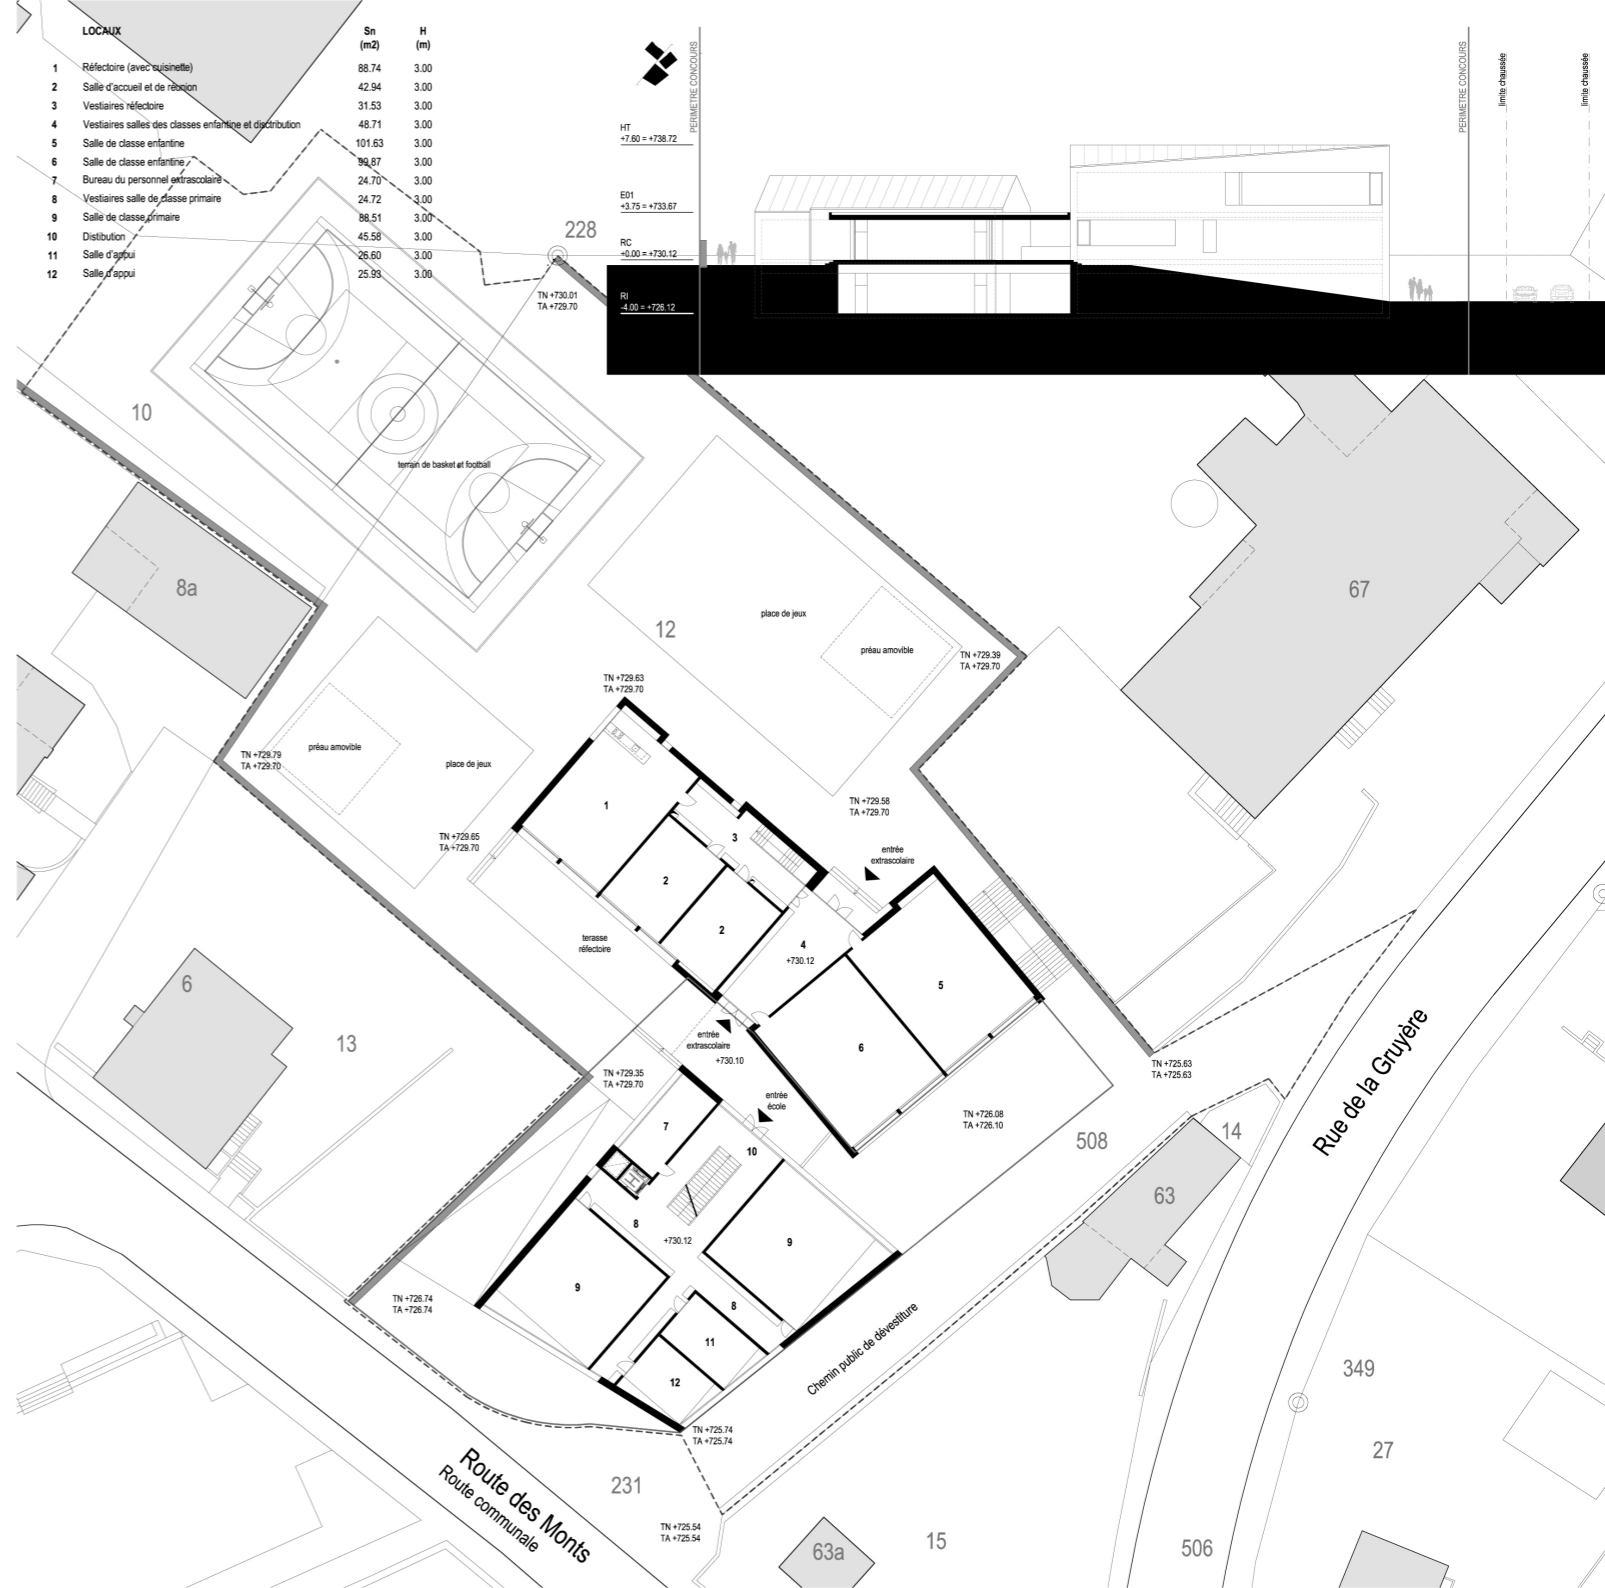 LOCAUX Sn H
(m2) (m)
1 Réfectoire (avec cuisinette) 88.74 3.00
2 Salle d'accueil et de réunion 42.94 3.00
3 Vestiaires réfectoire 31.53 3.00
4 Vestiaires salles des classes enfantine et disctribution 48.71 3.00
5 Salle de classe enfantine 101.63 3.00
6 Salle de classe enfantine 99.87 3.00
7 Bureau du personnel extrascolaire 24.70 3.00
8 Vestiaires salle de classe primaire 24.72 3.00
9 Salle de classe primaire 88.51 3.00
10 Distibution 45.58 3.00
11 Salle d'appui 26.60 3.00
12 Salle d'appui 25.93 3.00
PERIMETRE CONCOURS
PERIMETRE CONCOURS
limite chaussée
limite chaussée
HT
+7.60 = +738.72
E01
+3.75 = +733.67
RC
+0.00 = +730.12
RI
-4.00 = +726.12
228
TN +730.01
TA +729.70
10
terrain de basket et football
8a
67
12
place de jeux
préau amovible
TN +729.39
TA +729.70
TN +729.63
TA +729.70
préau amovible
place de jeux
TN +729.79
TA +729.70
TN +729.65
TA +729.70
TN +729.58
TA +729.70
entrée
extrascolaire
1
3
2
2
4
+730.12
5
6
terasse
réfectoire
6
13
entrée
extrascolaire
+730.10
TN +729.35
TA +729.70
entrée
école
TN +725.63
TA +725.63
TN +726.08
TA +726.10
508
14
63
7
10
8
+730.12
9
9
8
11
12
TN +726.74
TA +726.74
TN +725.74
TA +725.74
TN +725.54
TA +725.54
Chemin public de dévestiture
Rue de la Gruyère
Route des Monts
Route communale
231
63a
15
506
349
27